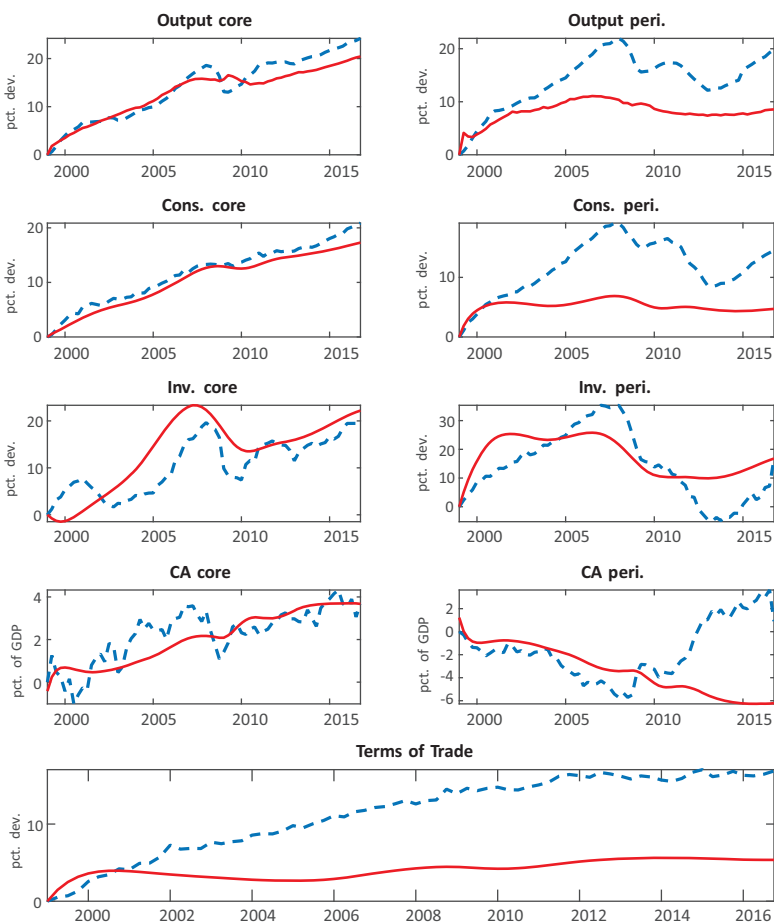 Output core
Output peri.
pct. dev.
20
10
0
2000 2005 2010 2015
pct. dev.
20
10
0
2000 2005 2010 2015
Cons. core
Cons. peri.
pct. dev.
20
10
0
2000 2005 2010 2015
pct. dev.
10
0
2000 2005 2010 2015
Inv. core
Inv. peri.
pct. dev.
20
10
0
2000 2005 2010 2015
pct. dev.
30
20
10
0
2000 2005 2010 2015
CA core
CA peri.
pct. of GDP
4
2
0
2000 2005 2010 2015
pct. of GDP
2
0
-2
-4
-6
2000 2005 2010 2015
Terms of Trade
pct. dev.
10
0
2000 2002 2004 2006 2008 2010 2012 2014 2016